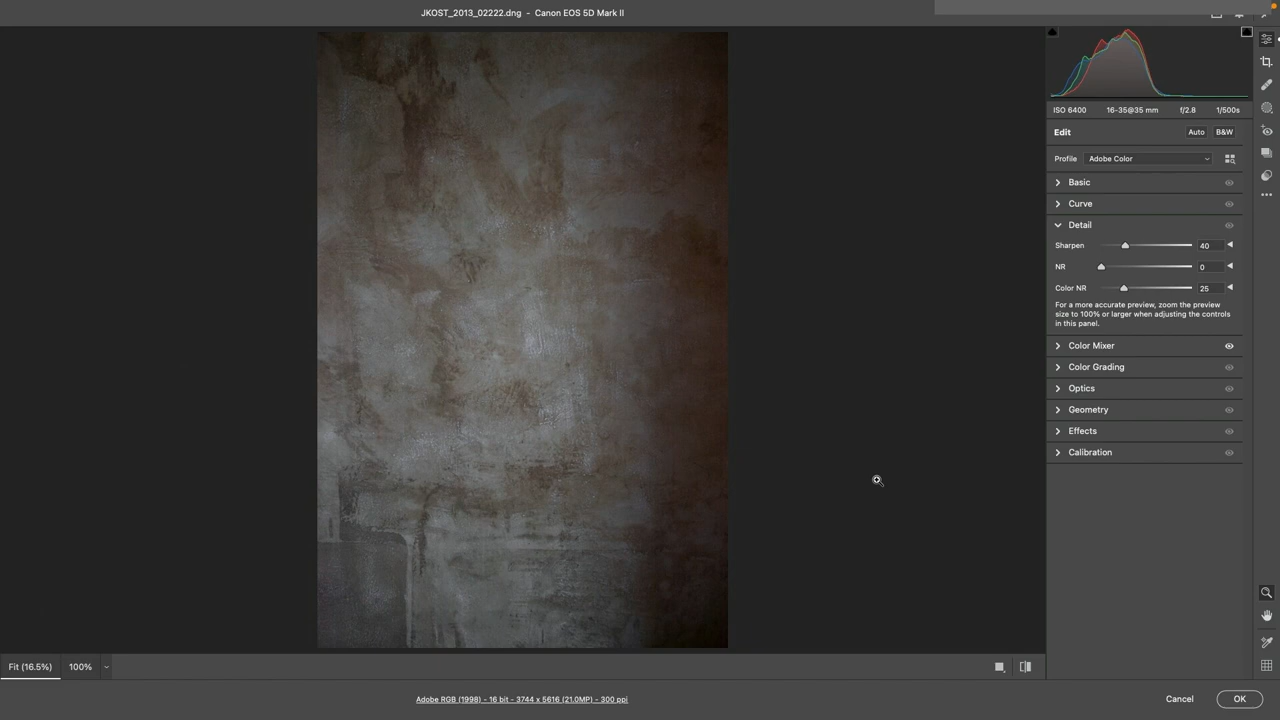 JKOST_2013_02222.dng - Canon EOS 5D Mark II
ISO 6400 16-35@35 mm f/2.8 1/500s
Edit Auto B&W
Profile Adobe Color
Basic
Curve
Detail
Sharpen 40
NR 0
Color NR 25
For a more accurate preview, zoom the preview
size to 100% or larger when adjusting the controls
in this panel.
Color Mixer
Color Grading
Optics
Geometry
Effects
Calibration
Fit (16.5%) 100%
Adobe RGB (1998) - 16 bit - 3744 x 5616 (21.0MP) - 300 ppi
Cancel OK